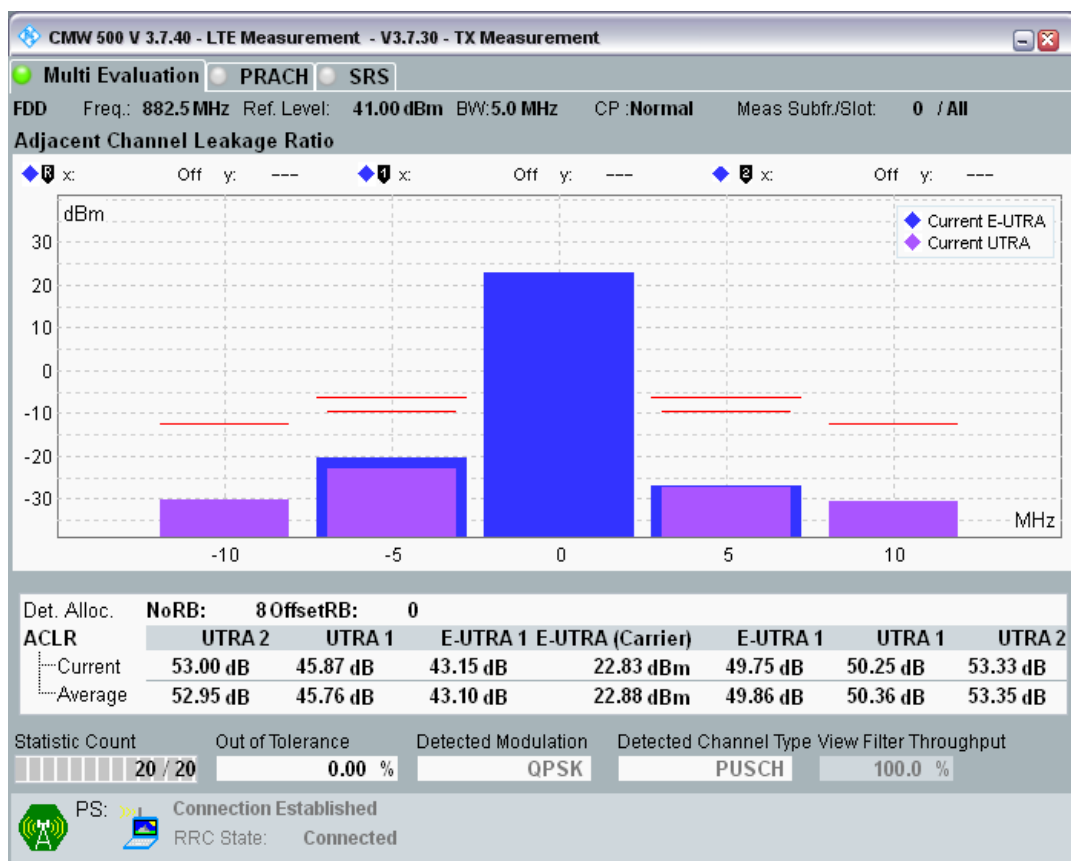 CMW 500 V 3.7.40 - LTE Measurement - V3.7.30 - TX Measurement
Multi Evaluation PRACH SRS
FDD Freq.: 882.5 MHz Ref. Level: 41.00 dBm BW:5.0 MHz CP :Normal Meas Subfr./Slot: 0 / All
Adjacent Channel Leakage Ratio
R x: Off y: --- 1 x: Off y: --- 2 x: Off y: ---
dBm
Current E-UTRA
Current UTRA
30
20
10
0
-10
-20
-30
MHz
-10 -5 0 5 10
Det. Alloc. NoRB: 8 OffsetRB: 0
ACLR UTRA 2 UTRA 1 E-UTRA 1 E-UTRA (Carrier) E-UTRA 1 UTRA 1 UTRA 2
Current 53.00 dB 45.87 dB 43.15 dB 22.83 dBm 49.75 dB 50.25 dB 53.33 dB
Average 52.95 dB 45.76 dB 43.10 dB 22.88 dBm 49.86 dB 50.36 dB 53.35 dB
Statistic Count Out of Tolerance Detected Modulation Detected Channel Type View Filter Throughput
20 / 20 0.00 % QPSK PUSCH 100.0 %
PS: Connection Established
RRC State: Connected